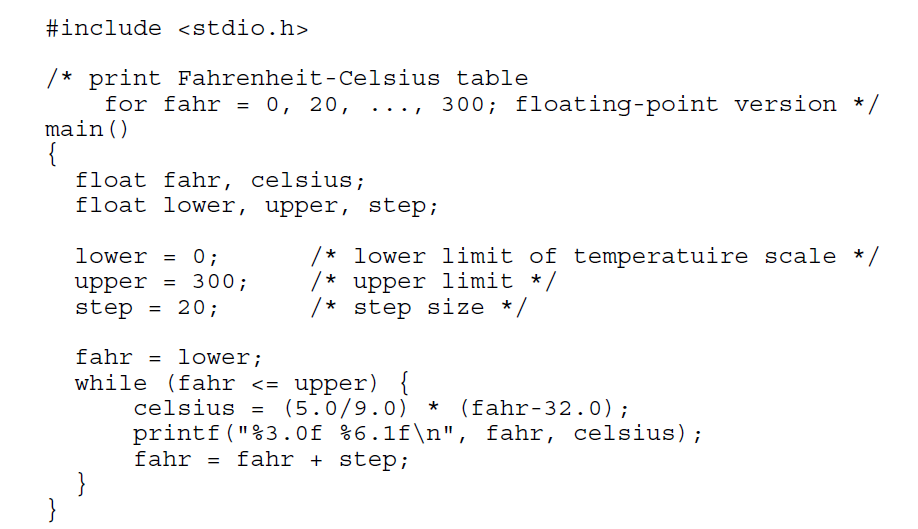 #include <stdio.h>

/* print Fahrenheit-Celsius table
    for fahr = 0, 20, ..., 300; floating-point version */
main()
{
  float fahr, celsius;
  float lower, upper, step;

  lower = 0;      /* lower limit of temperatuire scale */
  upper = 300;    /* upper limit */
  step = 20;      /* step size */

  fahr = lower;
  while (fahr <= upper) {
      celsius = (5.0/9.0) * (fahr-32.0);
      printf("%3.0f %6.1f\n", fahr, celsius);
      fahr = fahr + step;
  }
}